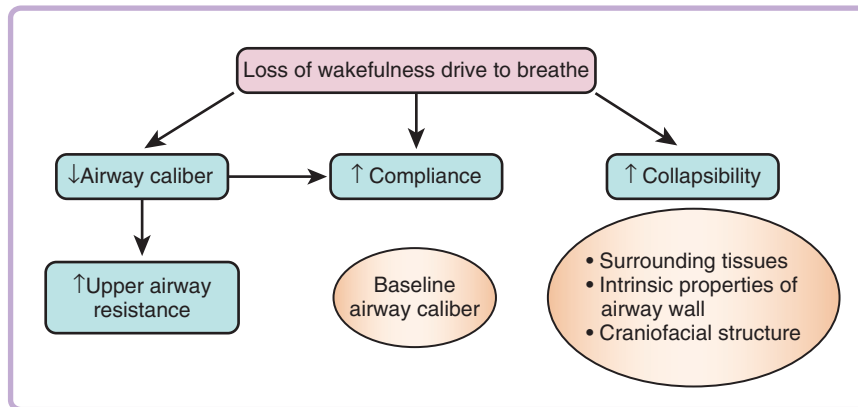 Loss of wakefulness drive to breathe
↓Airway caliber
↑ Compliance
↑ Collapsibility
↑Upper airway
resistance
Baseline
airway caliber
• Surrounding tissues
• Intrinsic properties of
airway wall
• Craniofacial structure